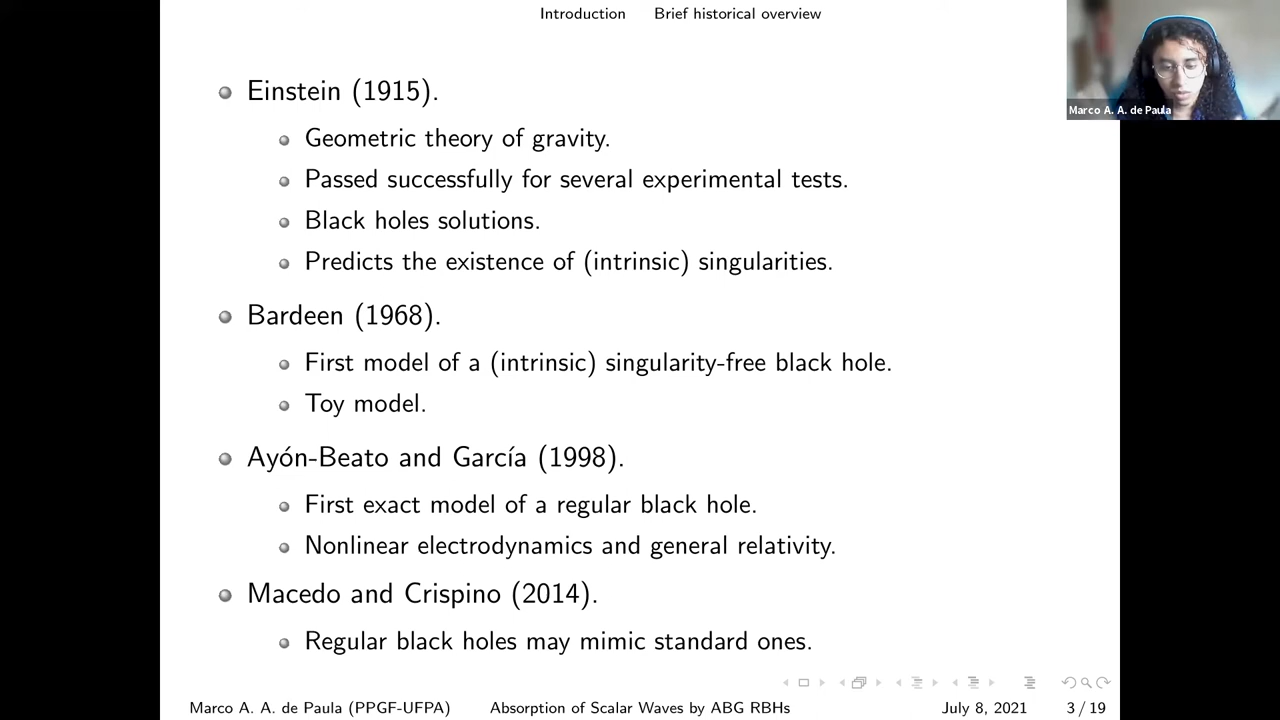 Introduction Brief historical overview
Marco A. A. de Paula
Einstein (1915).
Geometric theory of gravity.
Passed successfully for several experimental tests.
Black holes solutions.
Predicts the existence of (intrinsic) singularities.
Bardeen (1968).
First model of a (intrinsic) singularity-free black hole.
Toy model.
Ayón-Beato and García (1998).
First exact model of a regular black hole.
Nonlinear electrodynamics and general relativity.
Macedo and Crispino (2014).
Regular black holes may mimic standard ones.
Marco A. A. de Paula (PPGF-UFPA) Absorption of Scalar Waves by ABG RBHs July 8, 2021 3 / 19